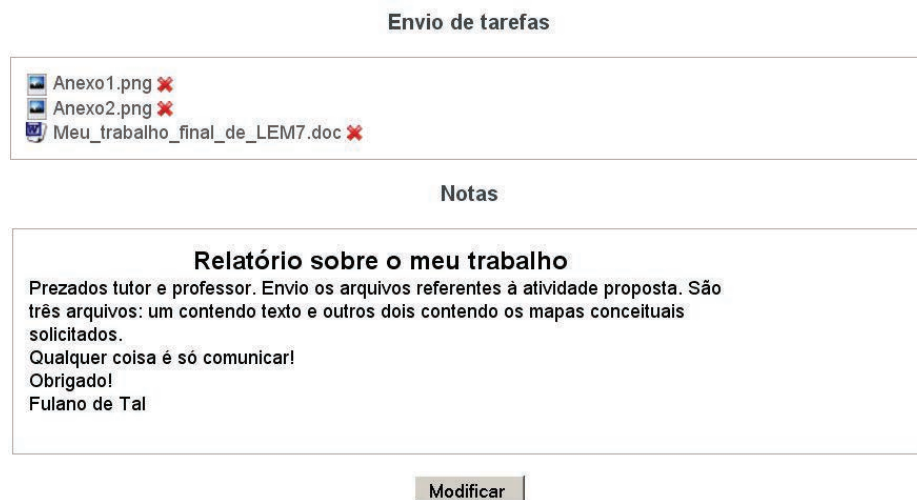 Envio de tarefas
Anexo1.png
Anexo2.png
Meu_trabalho_final_de_LEM7.doc
Notas
Relatório sobre o meu trabalho
Prezados tutor e professor. Envio os arquivos referentes à atividade proposta. São
três arquivos: um contendo texto e outros dois contendo os mapas conceituais
solicitados.
Qualquer coisa é só comunicar!
Obrigado!
Fulano de Tal
Modificar